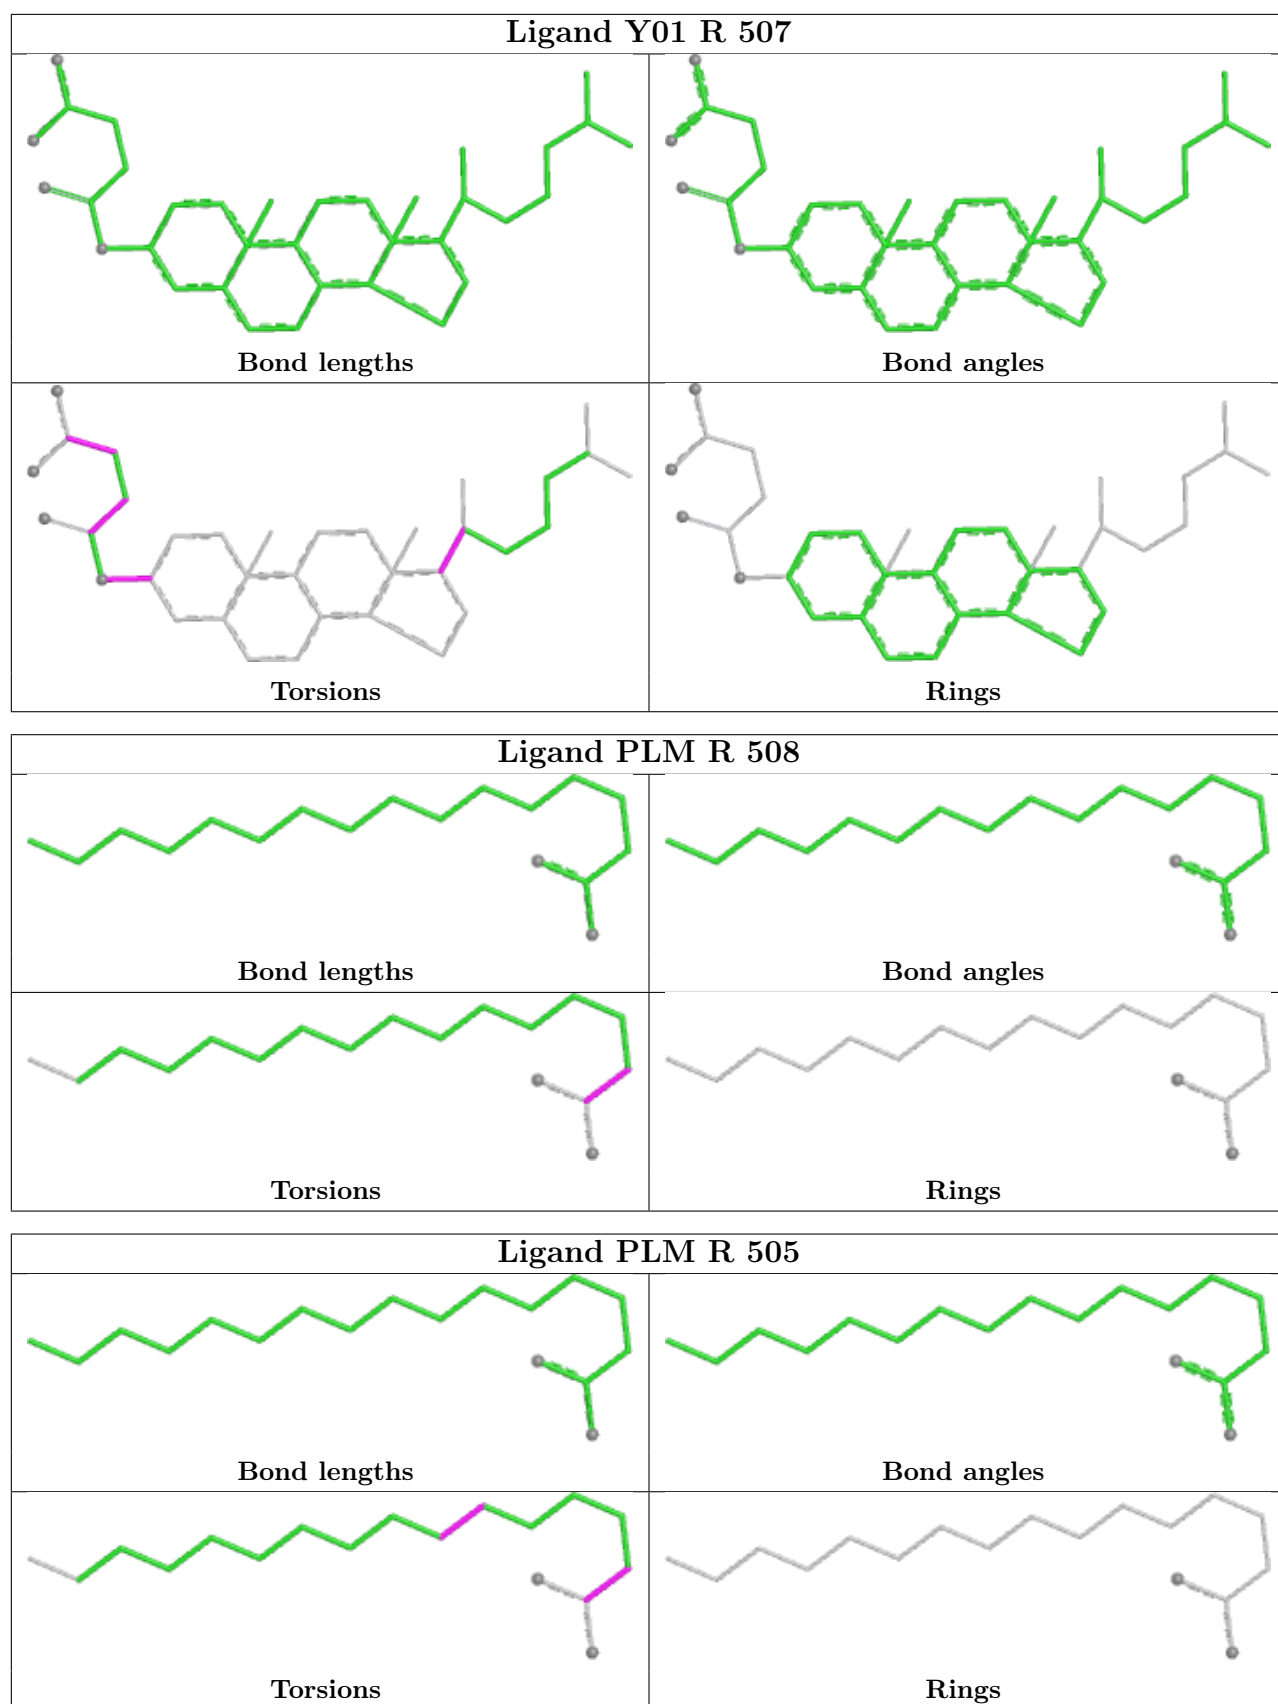 Ligand Y01 R 507
Bond lengths
Bond angles
Torsions
Rings
Ligand PLM R 508
Bond lengths
Bond angles
Torsions
Rings
Ligand PLM R 505
Bond lengths
Bond angles
Torsions
Rings